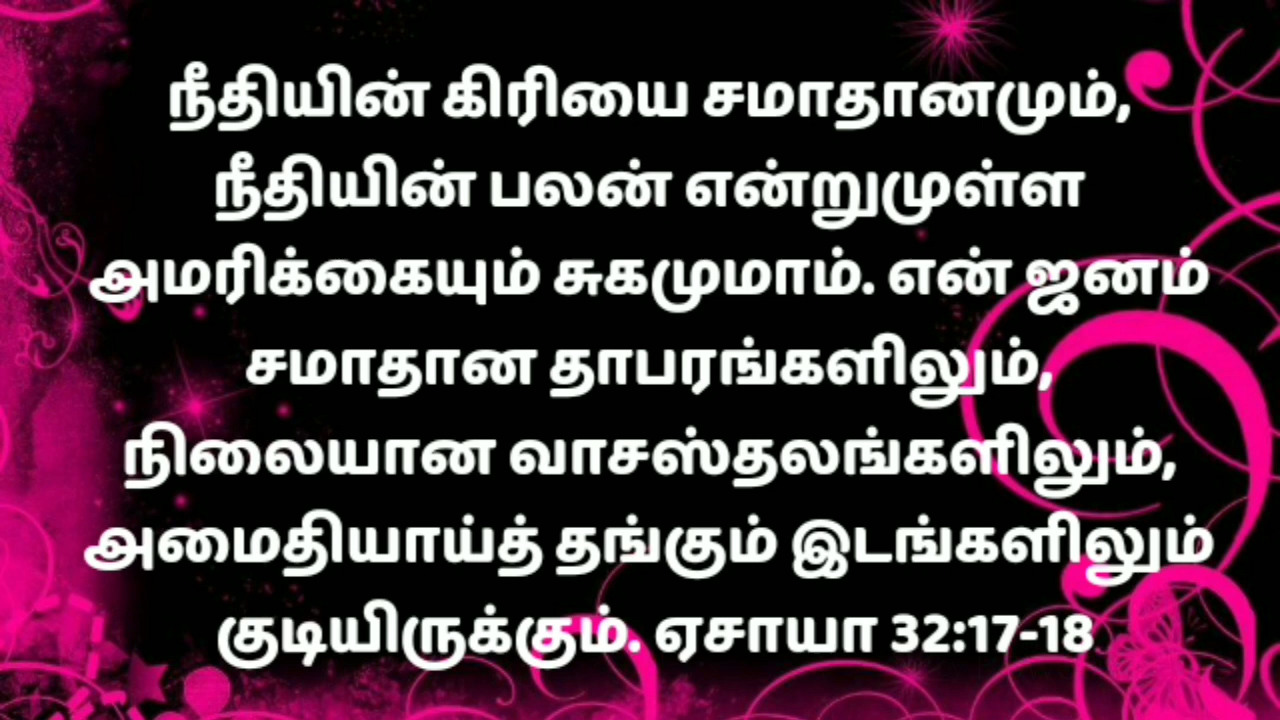 நீதியின் கிரியை சமாதானமும்,
நீதியின் பலன் என்றுமுள்ள
அமரிக்கையும் சுகமுமாம். என் ஜனம்
சமாதான தாபரங்களிலும்,
நிலையான வாசஸ்தலங்களிலும்,
அமைதியாய்த் தங்கும் இடங்களிலும்
குடியிருக்கும். ஏசாயா 32:17-18